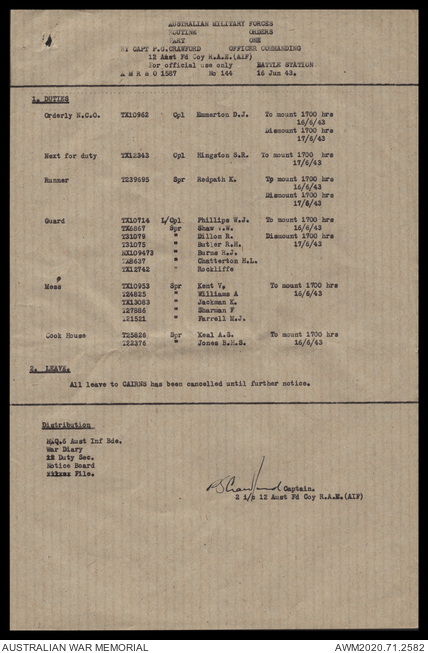 AUSTRALIAN MILITARY FORCES
ROUTINE ORDERS
PART ONE
BY CAPT P.G. CRAWFORD OFFICER COMMANDING
12 Aust Fd Coy R.A.E.(AIF)
For official use only BATTLE STATION
A M R & O 1587 No 144 16 Jun 43.
1. DUTIES
Orderly N.C.O. TX10962 Cpl Emmerton D.J. To mount 1700 hrs
16/6/43
Dismount 1700 hrs
17/6/43
Next for duty TX12343 Cpl Hingston S.R. To mount 1700 hrs
17/6/43
Runner T239695 Spr Redpath K. To mount 1700 hrs
16/6/43
Dismount 1700 hrs
17/6/43
Guard TX10714 L/Cpl Phillips W.J. To mount 1700 hrs
TX6867 Spr Shaw W. 16/6/43
T31079 " Dillon R. Dismount 1700 hrs
T31075 " Butler R.H. 17/6/43
NX109473 " Burns R.J.
TX8637 " Chatterton H.L.
TX12742 " Rockliffe
Mess TX10953 Spr Kent V. To mount 1700 hrs
T24825 " Williams A 16/6/43
TX13083 " Jackman K.
T27886 " Sharman F
T21521 " Farrell M.J.
Cook House T25826 Spr Keal A.S. To mount 1700 hrs
T22376 " Jones B.H.S. 16/6/43
2. LEAVE.
All leave to CAIRNS has been cancelled until further notice.
Distribution
H.Q.6 Aust Inf Bde.
War Diary
12 Duty Sec.
Notice Board
File.
Captain.
2 i/c 12 Aust Fd Coy R.A.E.(AIF)
AUSTRALIAN WAR MEMORIAL AWM2020.71.2582